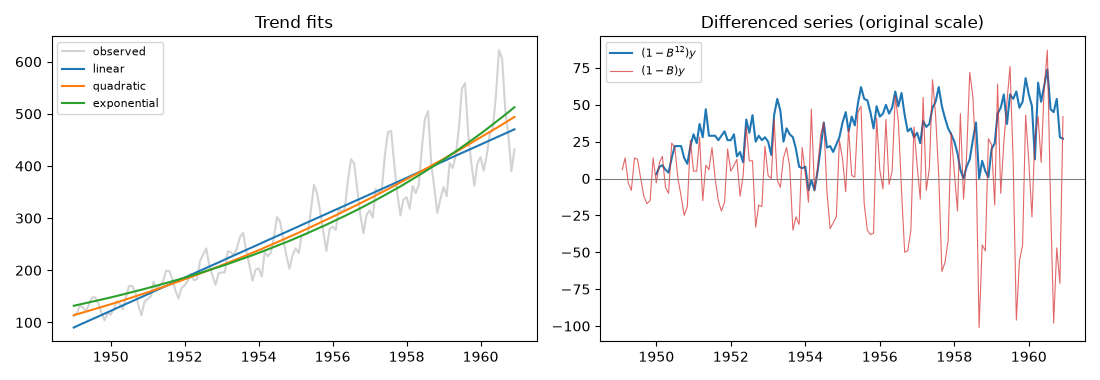 Trend fits
observed
linear
quadratic
exponential
600
500
400
300
200
100
1950 1952 1954 1956 1958 1960
Differenced series (original scale)
(1 − B¹²)y
(1 − B)y
75
50
25
0
−25
−50
−75
−100
1950 1952 1954 1956 1958 1960